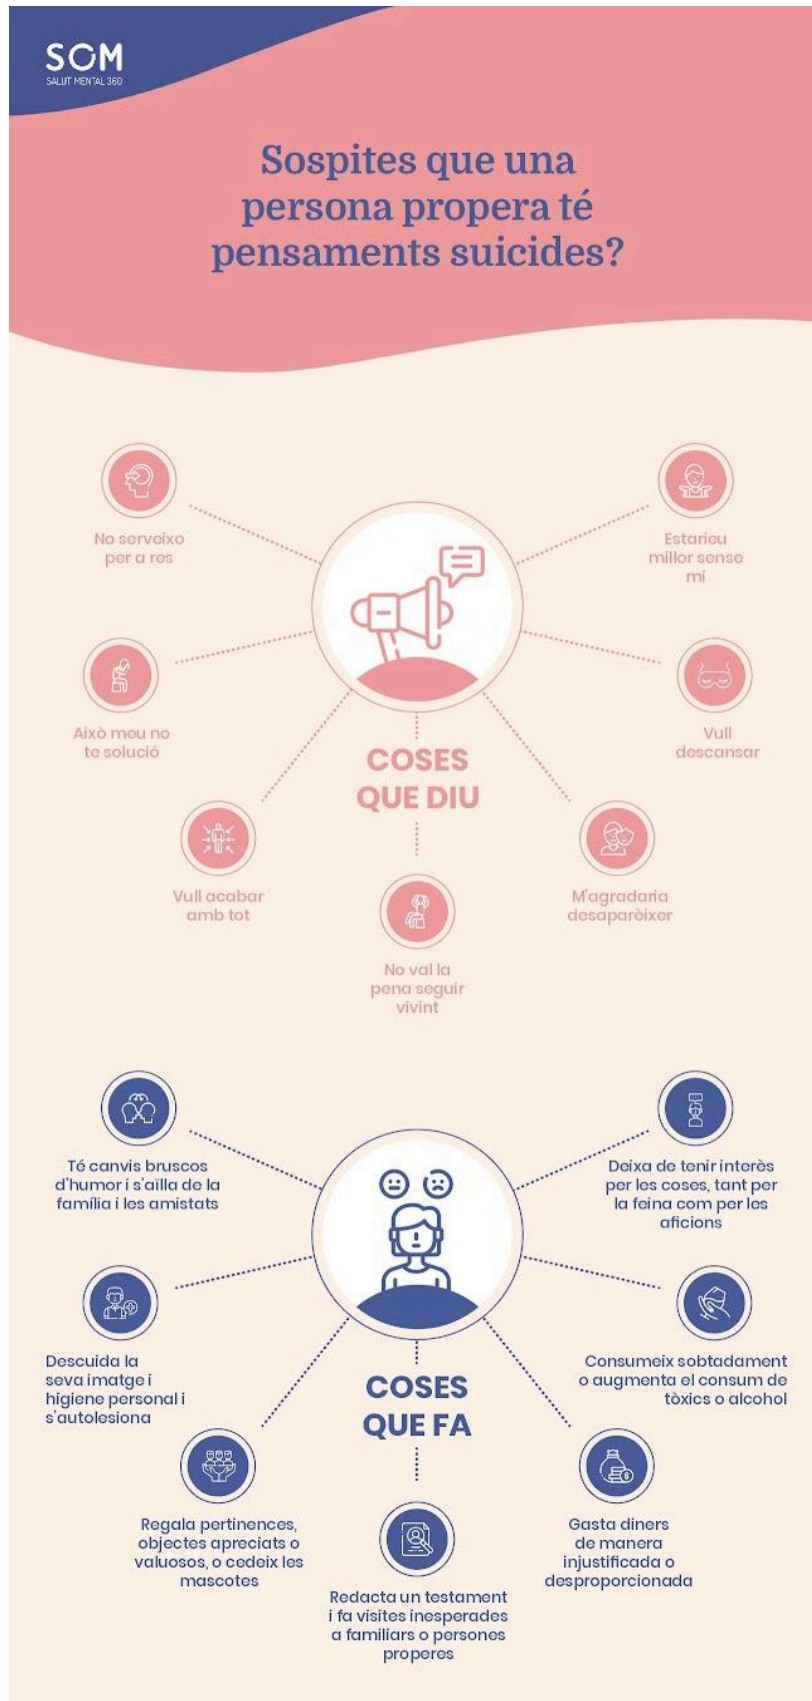 SOM
SALUT MENTAL 360
Sospites que una
persona propera té
pensaments suicides?
No serveixo
per a res
Estarieu
millor sense
mi
Això meu no
te solució
Vull
descansar
COSES
QUE DIU
Vull acabar
amb tot
M'agradaria
desaparèixer
No val la
pena seguir
vivint
Té canvis bruscos
d'humor i s'aïlla de la
família i les amistats
Deixa de tenir interès
per les coses, tant per
la feina com per les
aficions
Descuida la
seva imatge i
higiene personal i
s'autolesiona
Consumeix sobtadament
o augmenta el consum de
tòxics o alcohol
COSES
QUE FA
Regala pertinences,
objectes apreciats o
valuosos, o cedeix les
mascotes
Gasta diners
de manera
injustificada o
desproporcionada
Redacta un testament
i fa visites inesperades
a familiars o persones
properes